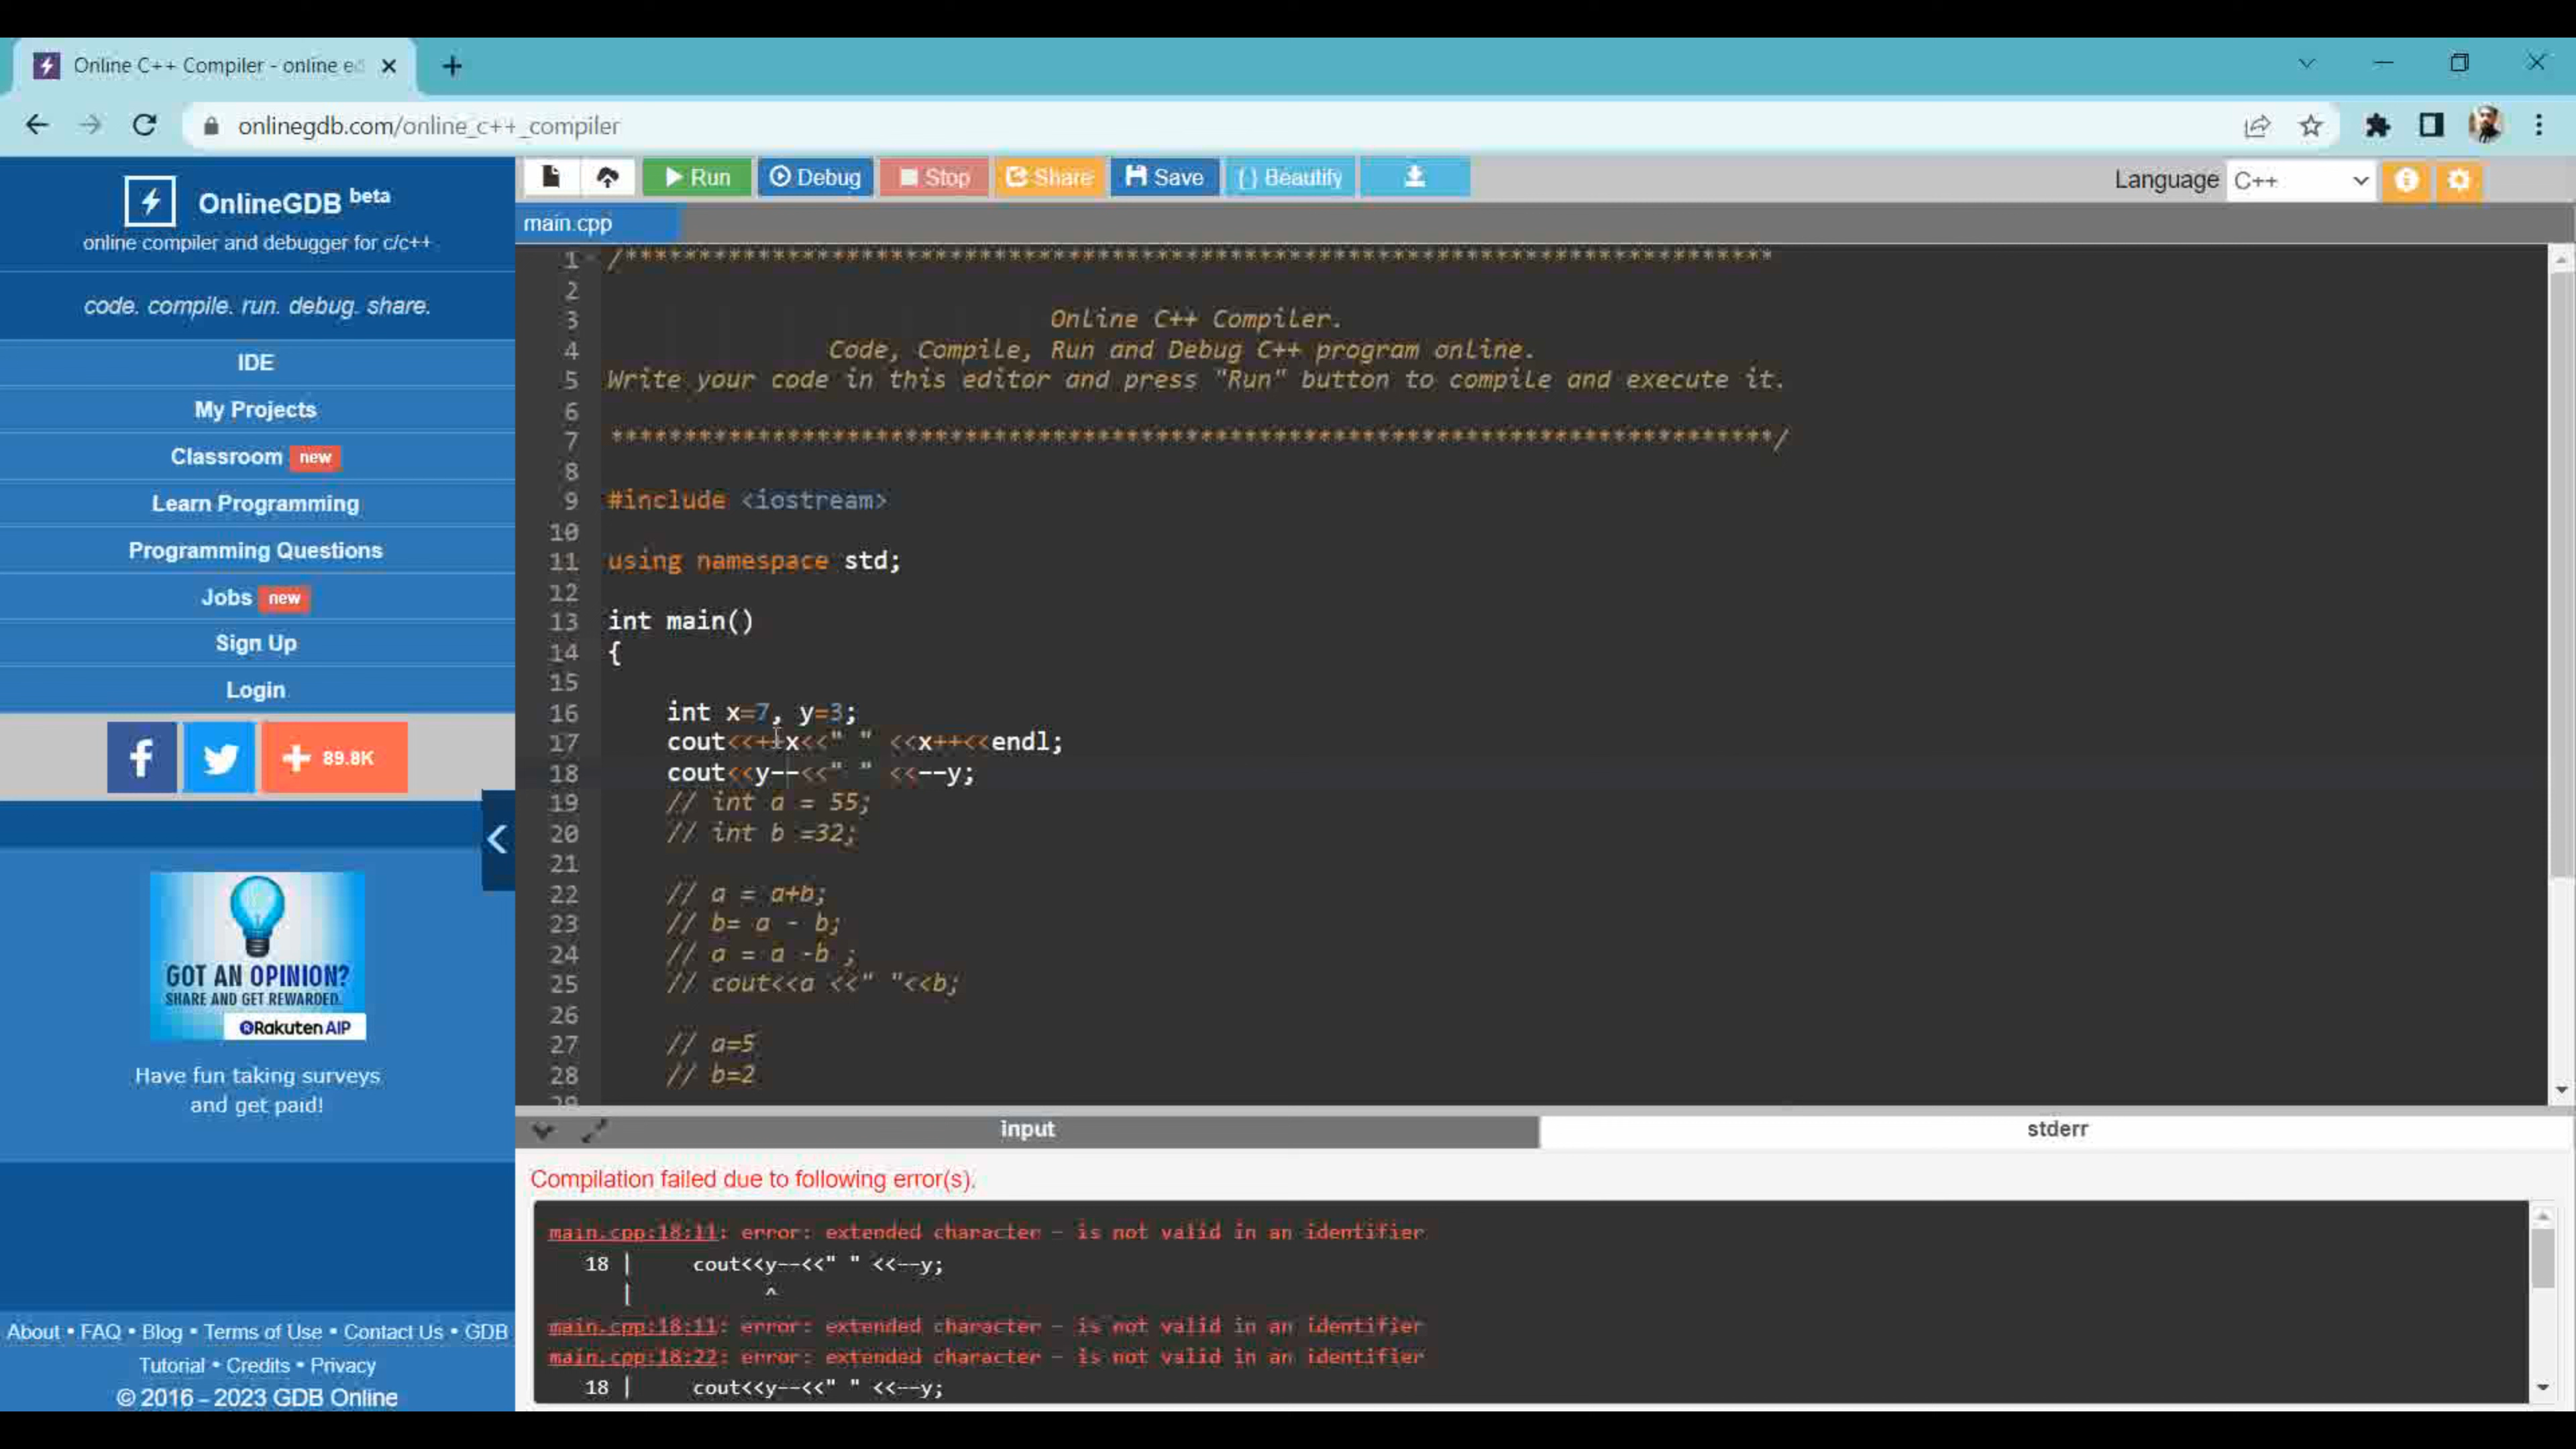 Online C++ Compiler - online ed
onlinegdb.com/online_c++_compiler
OnlineGDB beta
online compiler and debugger for c/c++
code. compile. run. debug. share.
IDE
My Projects
Classroom new
Learn Programming
Programming Questions
Jobs new
Sign Up
Login
f
+ 89.8K
GOT AN OPINION?
SHARE AND GET REWARDED.
Rakuten AIP
Have fun taking surveys
and get paid!
About • FAQ • Blog • Terms of Use • Contact Us • GDB
Tutorial • Credits • Privacy
© 2016 - 2023 GDB Online
Run Debug Stop Share Save { } Beautify Language C++
main.cpp
1 /******************************************************************************
2
3 Online C++ Compiler.
4 Code, Compile, Run and Debug C++ program online.
5 Write your code in this editor and press "Run" button to compile and execute it.
6
7 *******************************************************************************/
8
9 #include <iostream>
10
11 using namespace std;
12
13 int main()
14 {
15
16 int x=7, y=3;
17 cout<<++x<<" " <<x++<<endl;
18 cout<<y−−<<" " <<−−y;
19 // int a = 55;
20 // int b =32;
21
22 // a = a+b;
23 // b= a - b;
24 // a = a -b ;
25 // cout<<a <<" "<<b;
26
27 // a=5
28 // b=2
29
input stderr
Compilation failed due to following error(s).
main.cpp:18:11: error: extended character − is not valid in an identifier
18 | cout<<y−−<<" " <<−−y;
| ^
main.cpp:18:11: error: extended character − is not valid in an identifier
main.cpp:18:22: error: extended character − is not valid in an identifier
18 | cout<<y−−<<" " <<−−y;